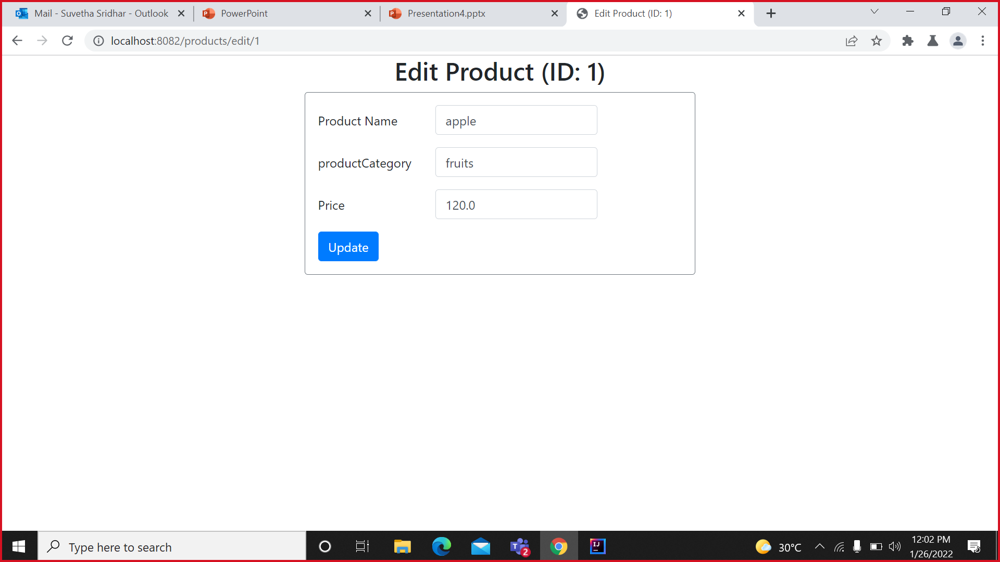 Mail - Suvetha Sridhar - Outlook
PowerPoint
Presentation4.pptx
Edit Product (ID: 1)
localhost:8082/products/edit/1
Edit Product (ID: 1)
Product Name apple
productCategory fruits
Price 120.0
Update
Type here to search
30°C
12:02 PM
1/26/2022